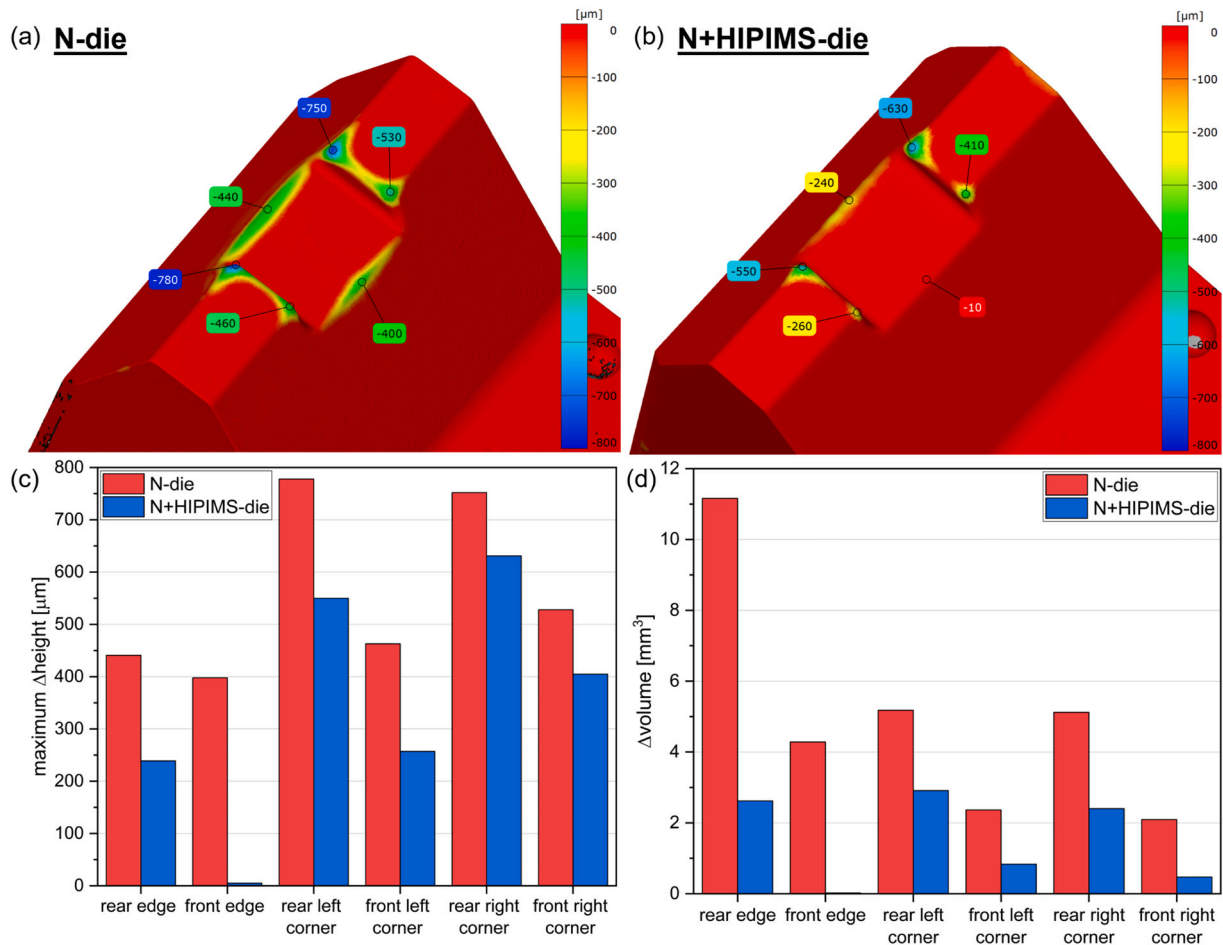 (a) N-die
[µm]
0
-100
-200
-300
-400
-500
-600
-700
-800
-750
-530
-440
-780
-460
-400
(b) N+HIPIMS-die
[µm]
0
-100
-200
-300
-400
-500
-600
-700
-800
-630
-410
-240
-550
-260
-10
(c)
N-die
N+HIPIMS-die
maximum Δheight [µm]
800
700
600
500
400
300
200
100
0
rear edge
front edge
rear left
corner
front left
corner
rear right
corner
front right
corner
(d)
N-die
N+HIPIMS-die
Δvolume [mm³]
12
10
8
6
4
2
0
rear edge
front edge
rear left
corner
front left
corner
rear right
corner
front right
corner